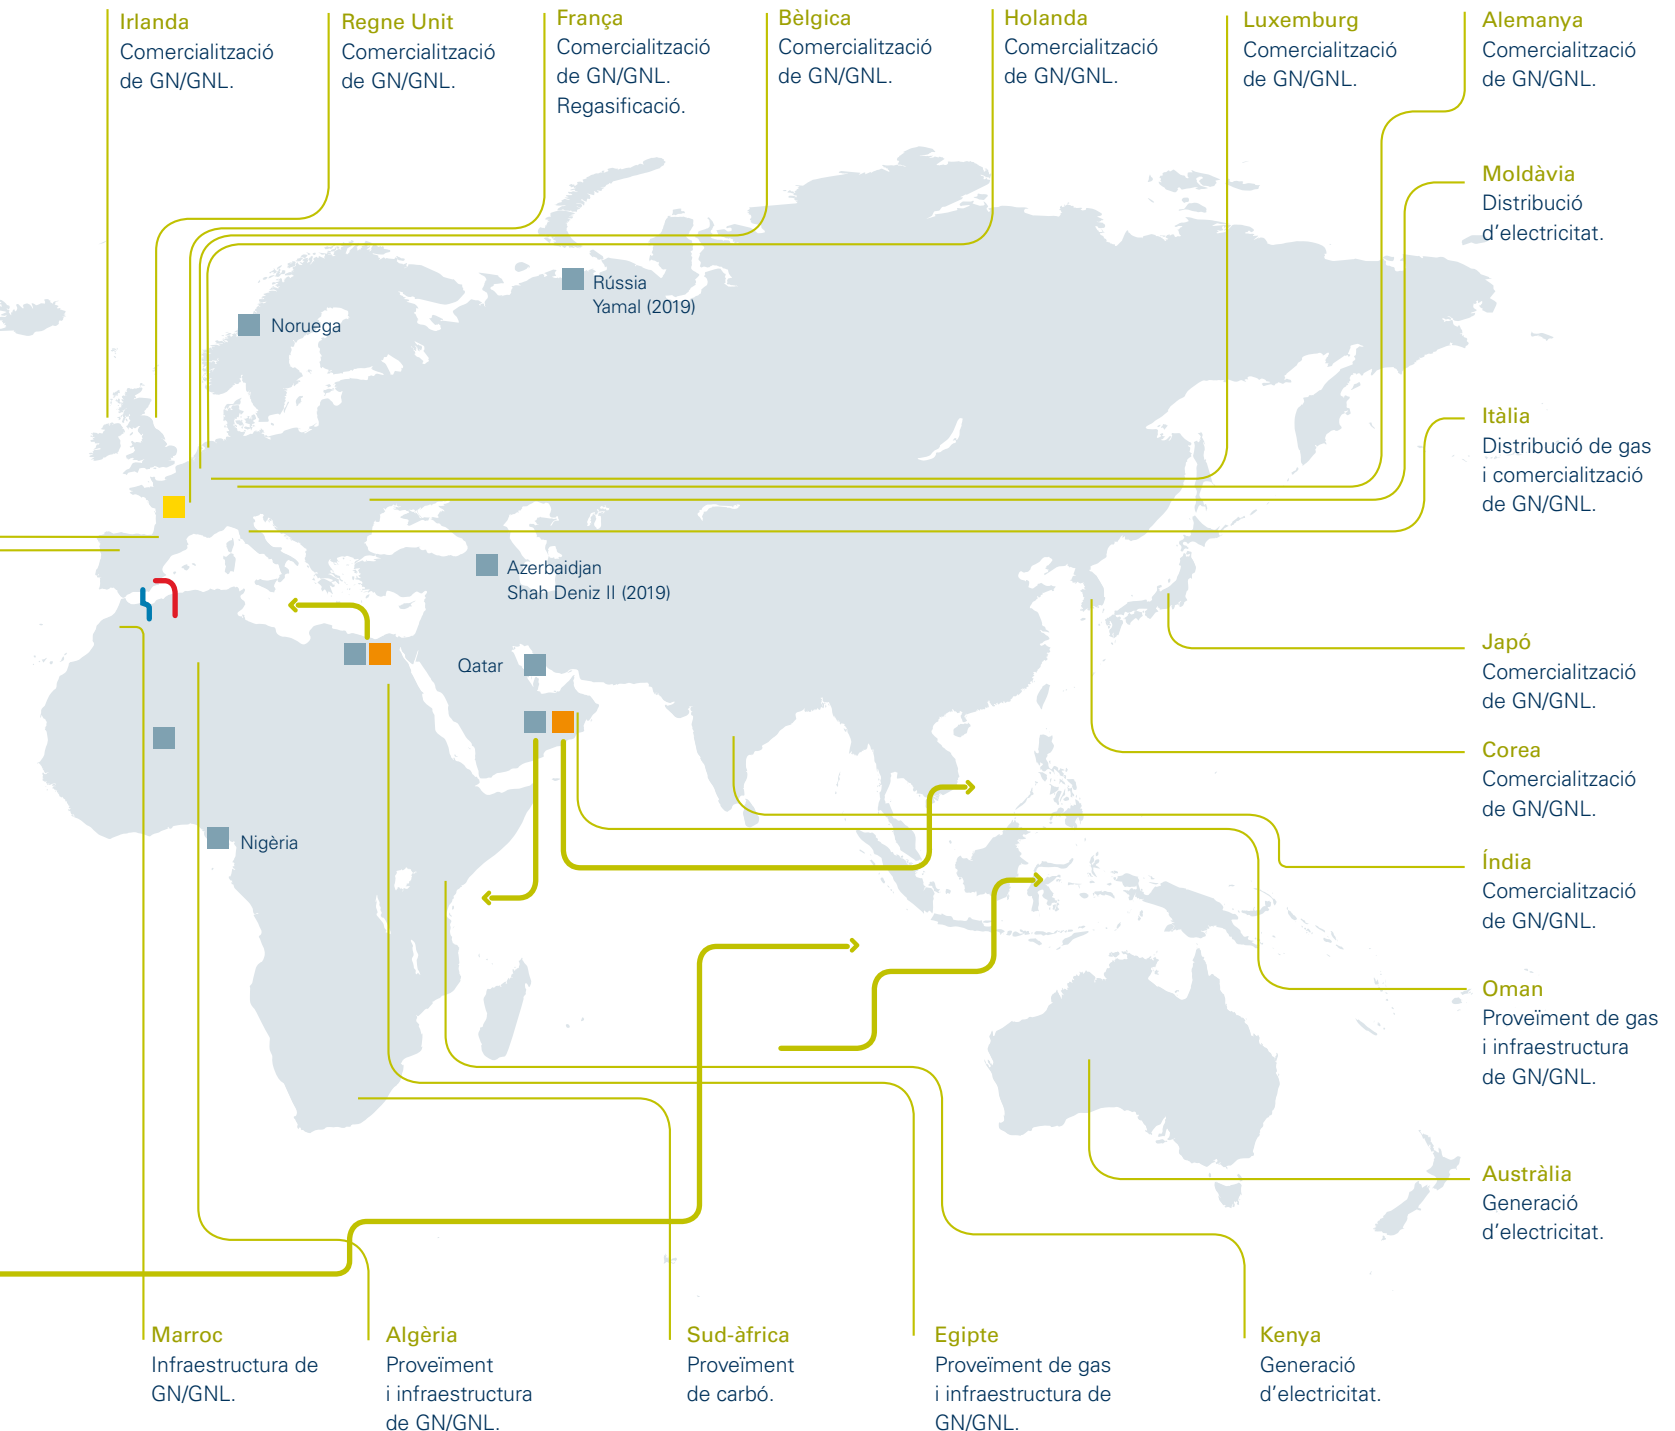 Irlanda
Comercialització
de GN/GNL.
Regne Unit
Comercialització
de GN/GNL.
França
Comercialització
de GN/GNL.
Regasificació.
Bèlgica
Comercialització
de GN/GNL.
Holanda
Comercialització
de GN/GNL.
Luxemburg
Comercialització
de GN/GNL.
Alemanya
Comercialització
de GN/GNL.
Moldàvia
Distribució
d’electricitat.
Rússia
Yamal (2019)
Noruega
Itàlia
Distribució de gas
i comercialització
de GN/GNL.
Azerbaidjan
Shah Deniz II (2019)
Qatar
Japó
Comercialització
de GN/GNL.
Corea
Comercialització
de GN/GNL.
Nigèria
Índia
Comercialització
de GN/GNL.
Oman
Proveïment de gas
i infraestructura
de GN/GNL.
Austràlia
Generació
d’electricitat.
Marroc
Infraestructura de
GN/GNL.
Algèria
Proveïment
i infraestructura
de GN/GNL.
Sud-àfrica
Proveïment
de carbó.
Egipte
Proveïment de gas
i infraestructura de
GN/GNL.
Kenya
Generació
d’electricitat.